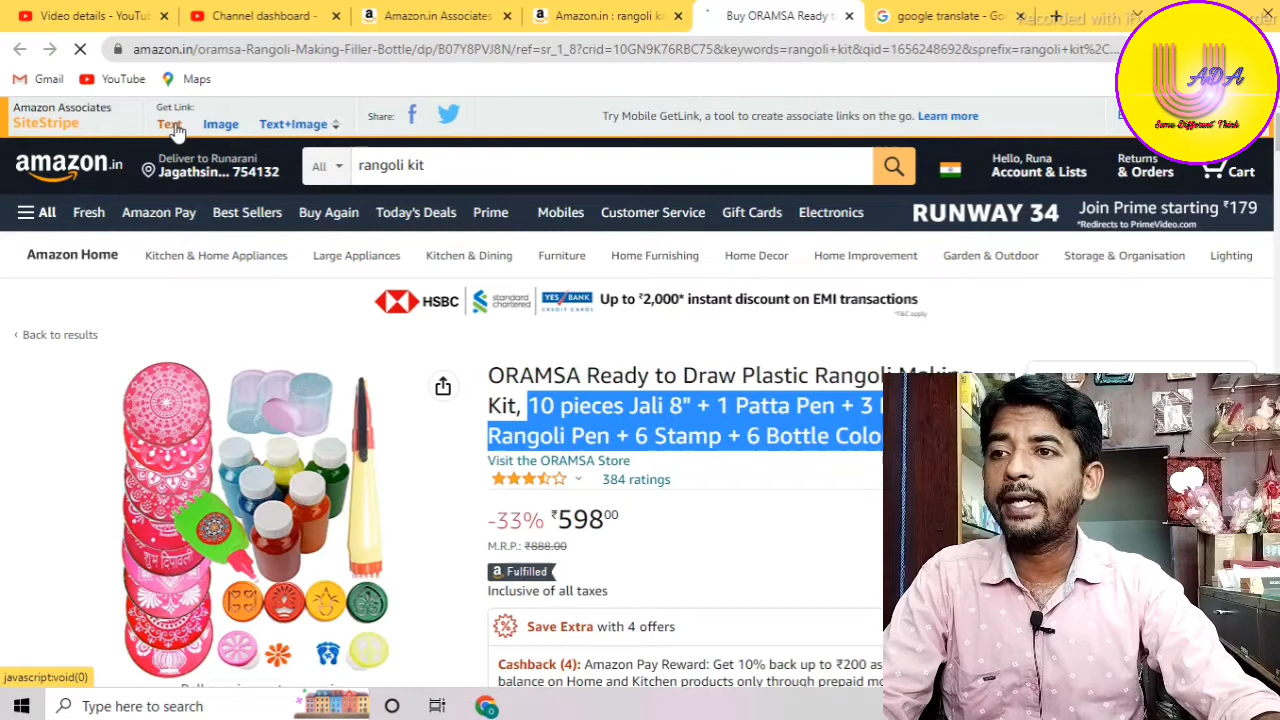 Video details - YouTu
Channel dashboard -
Amazon.in Associates
Amazon.in : rangoli ki
Buy ORAMSA Ready t
google translate - Go
amazon.in/oramsa-Rangoli-Making-Filler-Bottle/dp/B07Y8PVJ8N/ref=sr_1_8?crid=10GN9K76RBC75&keywords=rangoli+kit&qid=1656248692&sprefix=rangoli+kit%2C...
Gmail
YouTube
Maps
Amazon Associates
SiteStripe
Get Link:
Text
Image
Text+Image
Share:
Try Mobile GetLink, a tool to create associate links on the go. Learn more
ADA
Some Different Think
amazon.in
Deliver to Runarani
Jagathsin... 754132
All
rangoli kit
Hello, Runa
Account & Lists
Returns
& Orders
Cart
All
Fresh
Amazon Pay
Best Sellers
Buy Again
Today's Deals
Prime
Mobiles
Customer Service
Gift Cards
Electronics
RUNWAY 34
Join Prime starting ₹179
*Redirects to PrimeVideo.com
Amazon Home
Kitchen & Home Appliances
Large Appliances
Kitchen & Dining
Furniture
Home Furnishing
Home Decor
Home Improvement
Garden & Outdoor
Storage & Organisation
Lighting
HSBC
standard chartered
YES BANK
CREDIT CARDS
Up to ₹2,000* instant discount on EMI transactions
*T&C apply
‹ Back to results
ORAMSA Ready to Draw Plastic Rangoli Making
Kit, 10 pieces Jali 8" + 1 Patta Pen + 3
Rangoli Pen + 6 Stamp + 6 Bottle Colo
Visit the ORAMSA Store
384 ratings
-33% ₹59800
M.R.P.: ₹888.00
Fulfilled
Inclusive of all taxes
Save Extra with 4 offers
Cashback (4): Amazon Pay Reward: Get 10% back up to ₹200 as
balance on Home and Kitchen products only through prepaid mo
शुभ दिपावली
javascript:void(0)
Type here to search